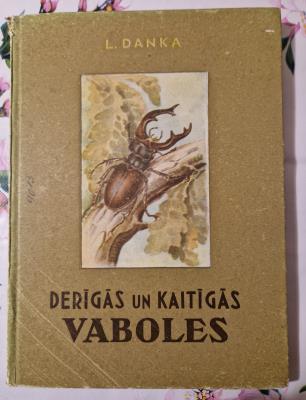 L. DANKA
DERĪGĀS UN KAITĪGĀS
VABOLES